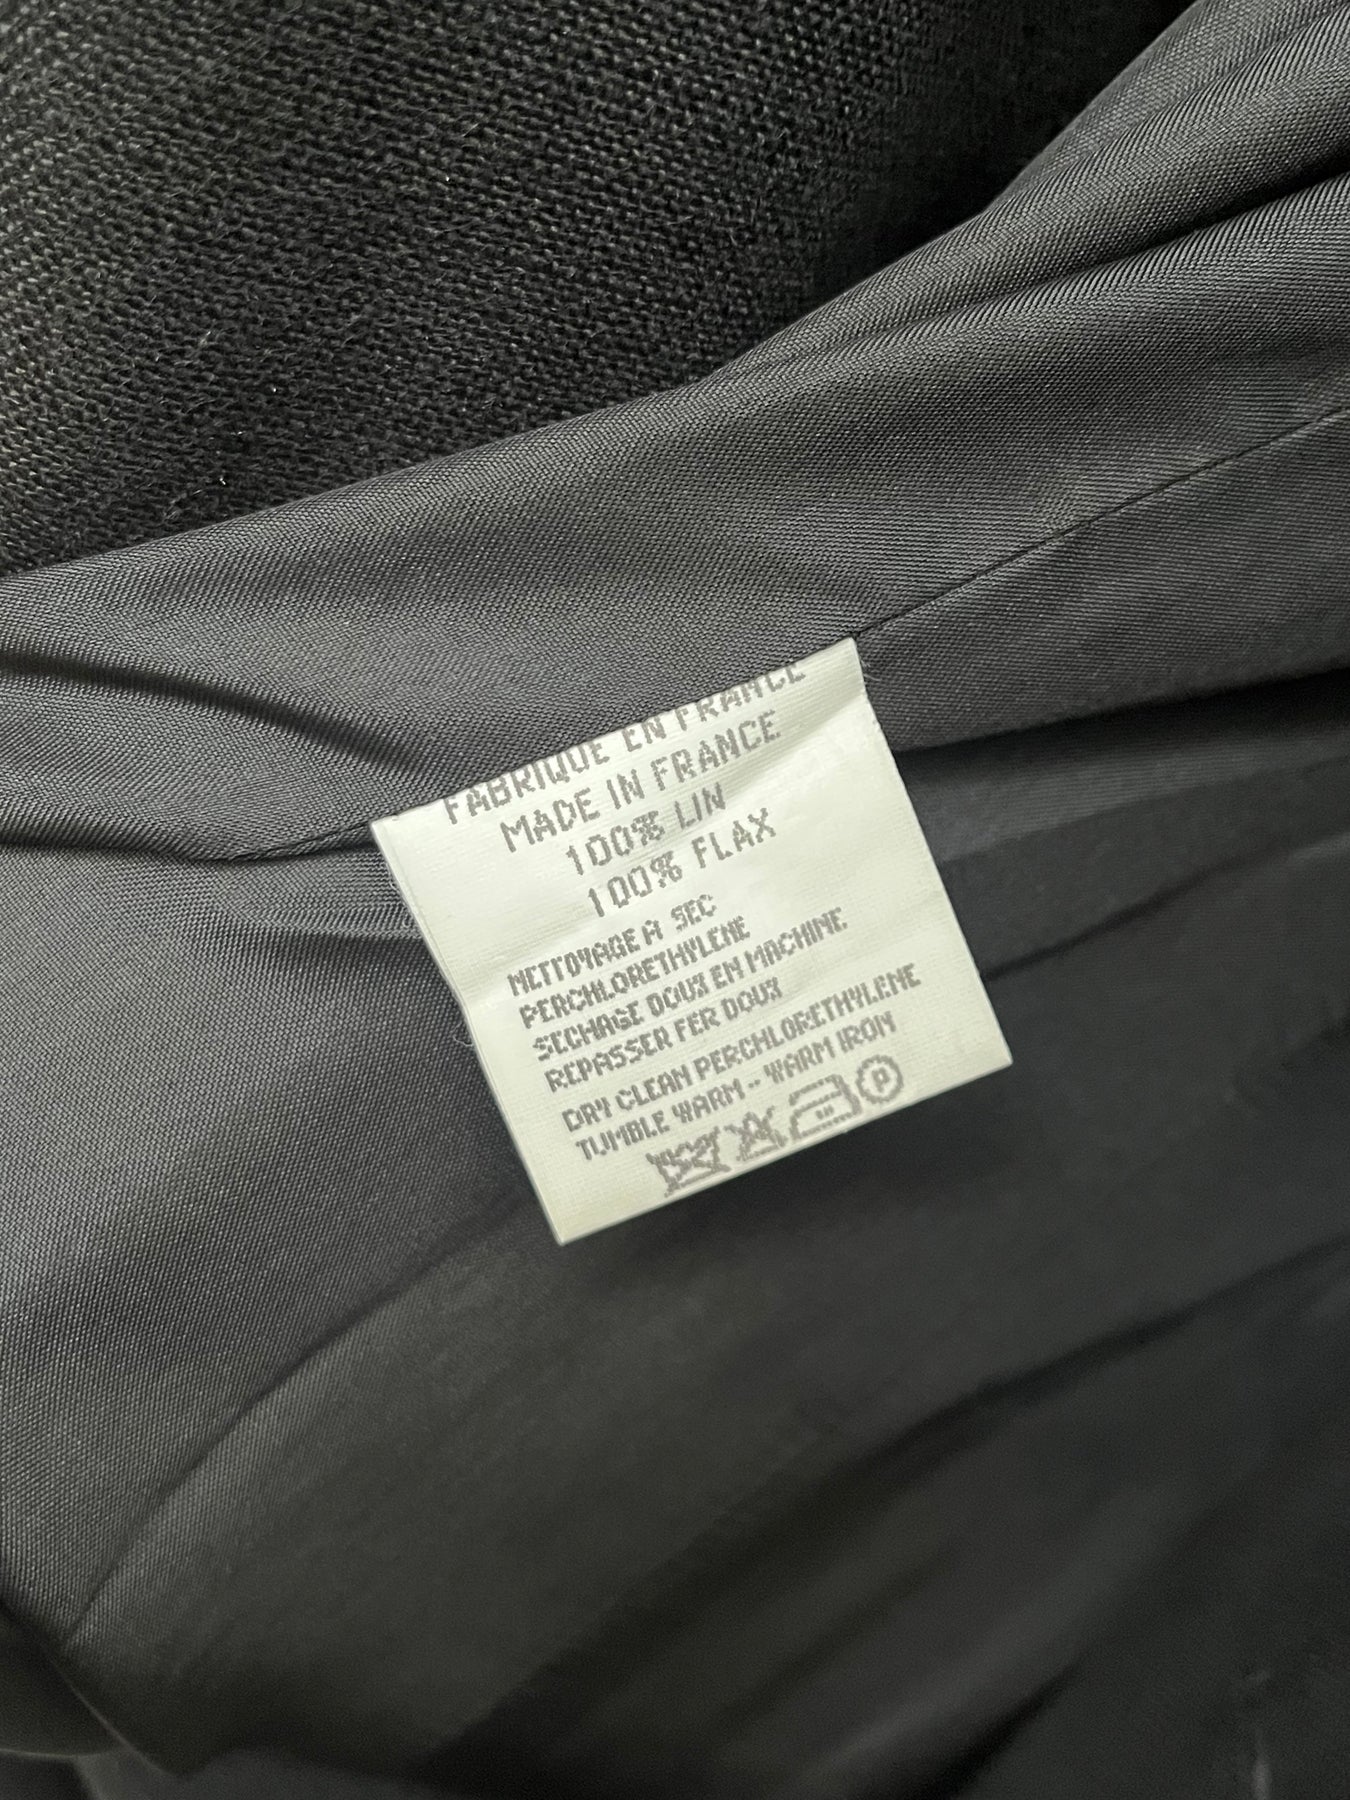 FABRIQUE EN FRANCE
MADE IN FRANCE
100% LIN
100% FLAX
NETTOYAGE A SEC
PERCHLORETHYLENE
SECHAGE DOUX EN MACHINE
REPASSER FER DOUX
DRY CLEAN PERCHLORETHYLENE
TUMBLE WARM -- WARM IRON
P